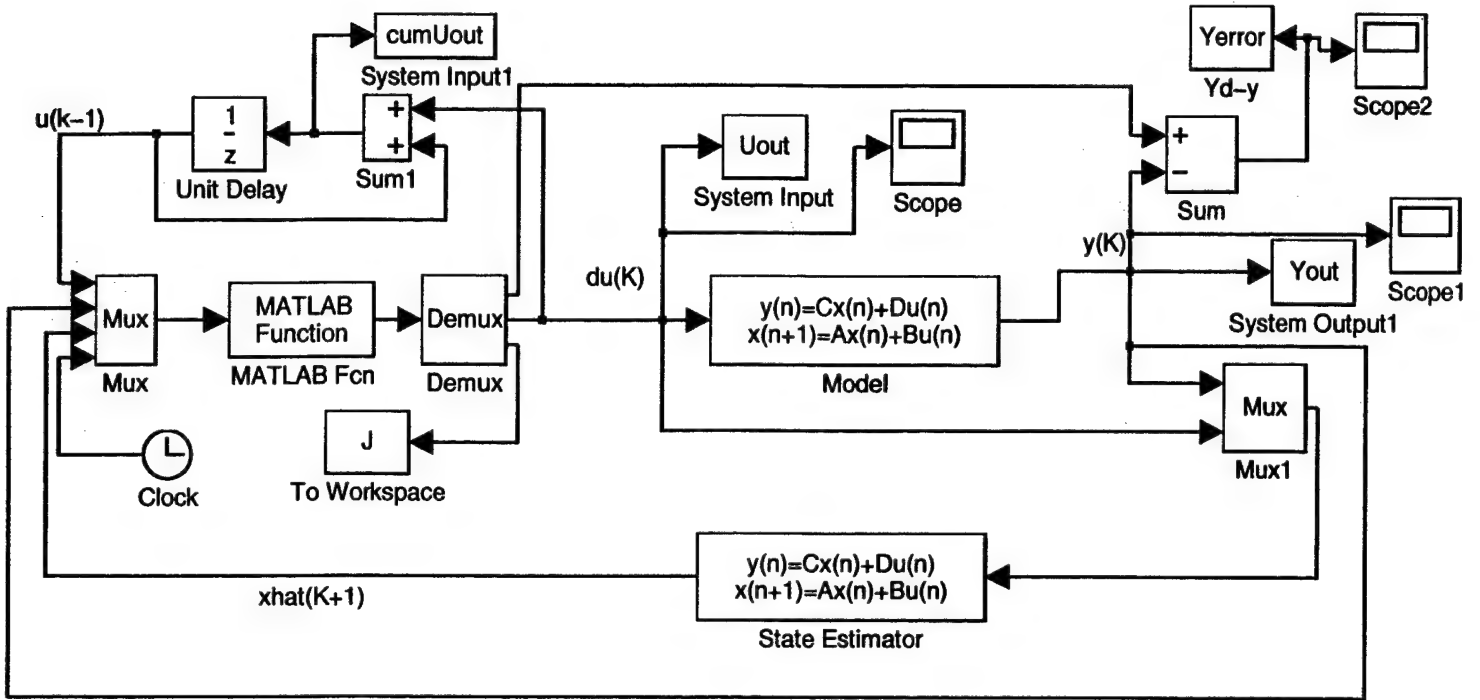 cumUout
System Input1
Yerror
Yd-y
Scope2
u(k-1)
1
z
Unit Delay
+
+
Sum1
Uout
System Input
Scope
+
-
Sum
y(K)
Yout
System Output1
Scope1
du(K)
Mux
Mux
MATLAB
Function
MATLAB Fcn
Demux
Demux
y(n)=Cx(n)+Du(n)
x(n+1)=Ax(n)+Bu(n)
Model
Mux
Mux1
J
To Workspace
Clock
y(n)=Cx(n)+Du(n)
x(n+1)=Ax(n)+Bu(n)
State Estimator
xhat(K+1)